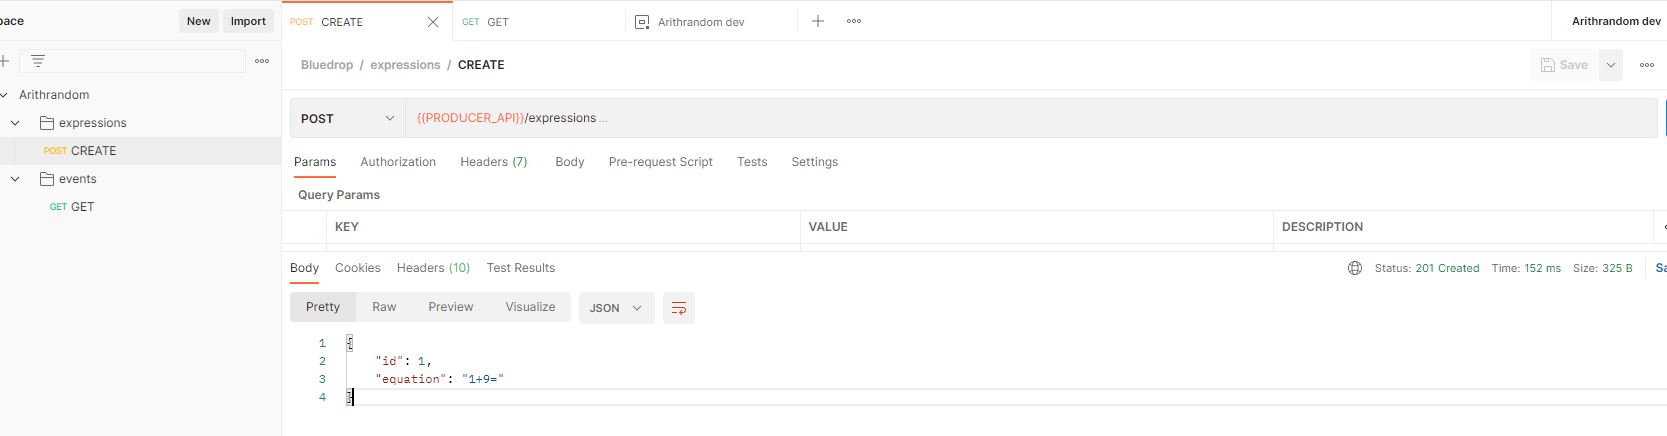 pace New Import POST CREATE GET GET Arithrandom dev Arithrandom dev
Bluedrop / expressions / CREATE Save
Arithrandom
expressions
POST CREATE
events
GET GET
POST {{PRODUCER_API}}/expressions ...
Params Authorization Headers (7) Body Pre-request Script Tests Settings
Query Params
KEY VALUE DESCRIPTION
Body Cookies Headers (10) Test Results Status: 201 Created Time: 152 ms Size: 325 B Sa
Pretty Raw Preview Visualize JSON
1 {
2 "id": 1,
3 "equation": "1+9="
4 }